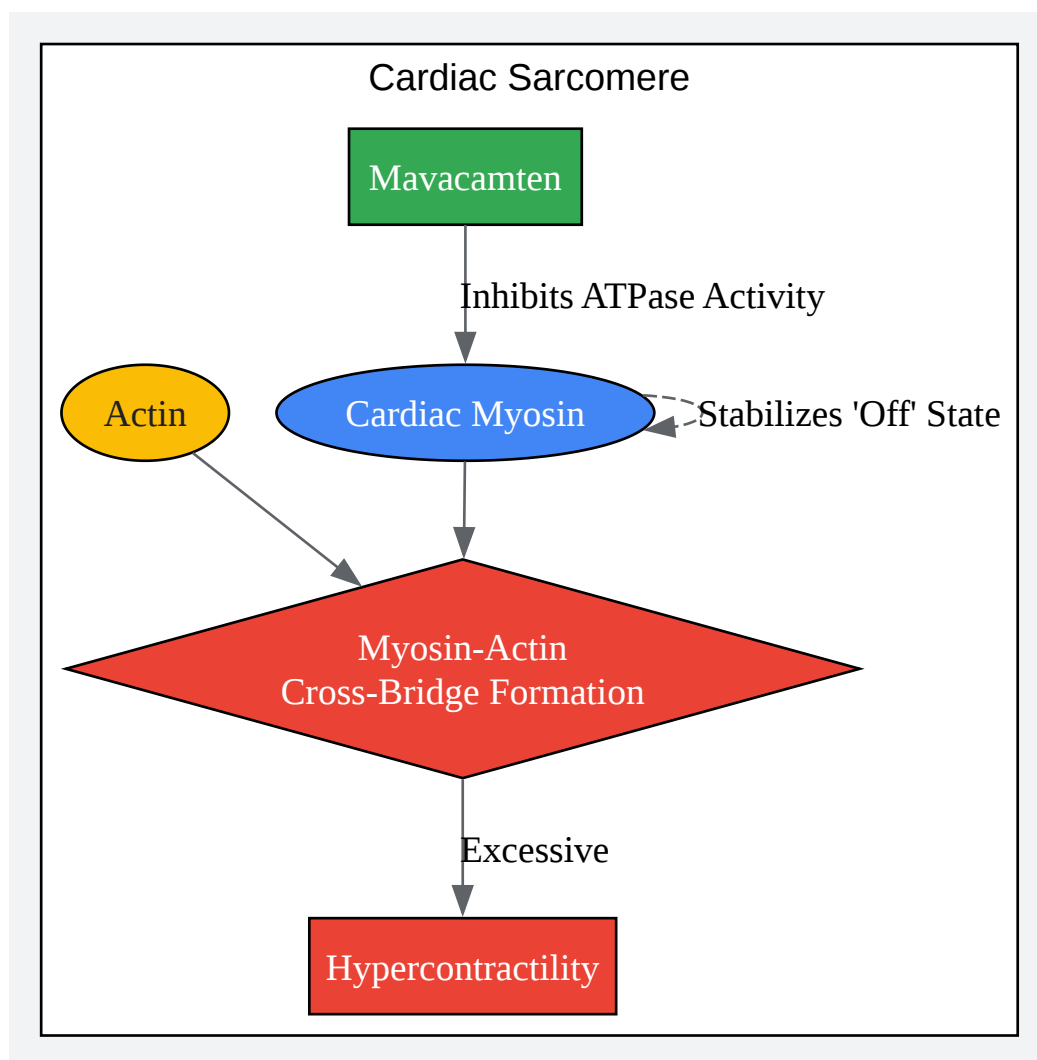 Cardiac Sarcomere
Mavacamten
Inhibits ATPase Activity
Actin
Cardiac Myosin
Stabilizes 'Off' State
Myosin-Actin
Cross-Bridge Formation
Excessive
Hypercontractility